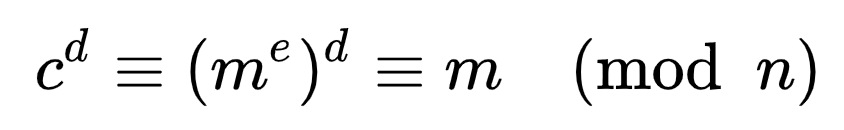 c^d ≡ (m^e)^d ≡ m (mod n)